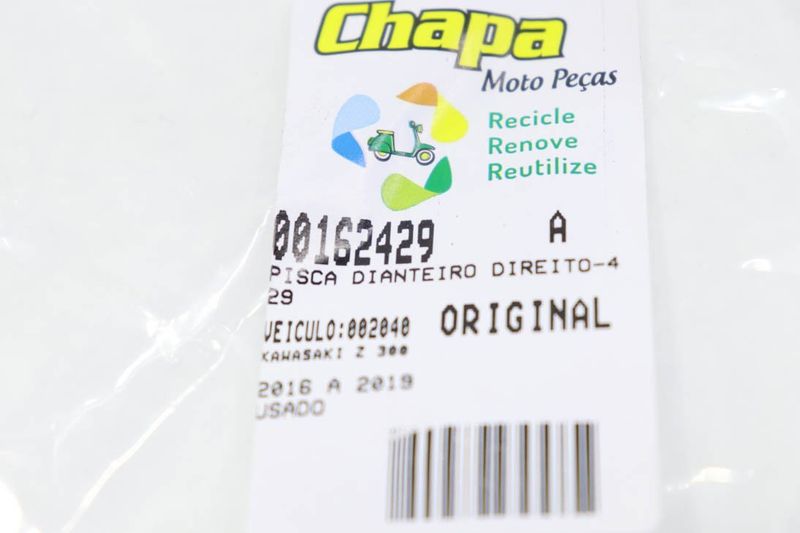 Chapa
Moto Peças
Recicle
Renove
Reutilize
00162429 A
PISCA DIANTEIRO DIREITO-4
29
VEICULO:002040 ORIGINAL
KAWASAKI Z 300
2016 A 2019
USADO